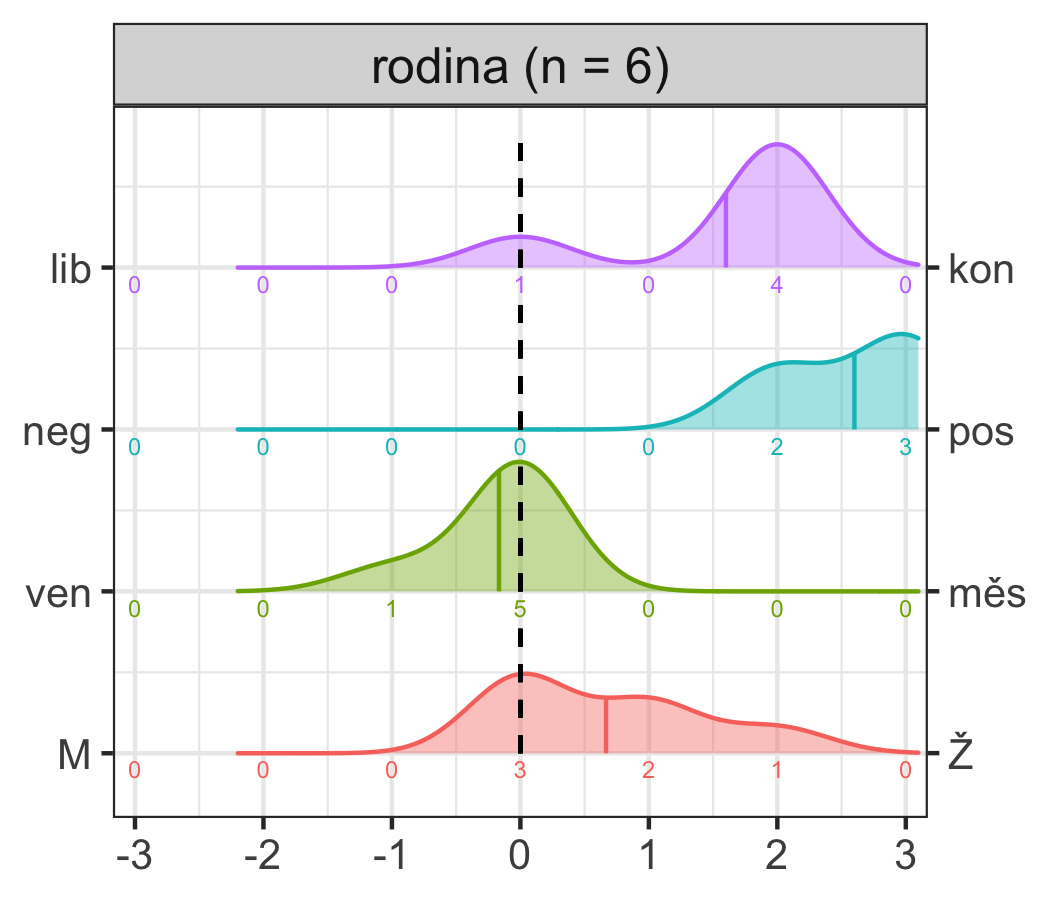 rodina (n = 6)
lib kon
0 0 0 1 0 4 0
neg pos
0 0 0 0 0 2 3
ven měs
0 0 1 5 0 0 0
M Ž
0 0 0 3 2 1 0
-3 -2 -1 0 1 2 3